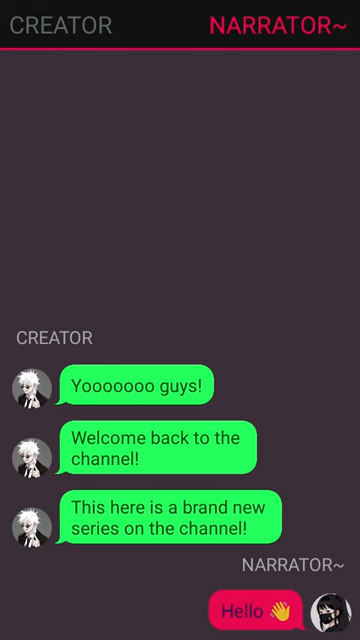 CREATOR NARRATOR~
CREATOR
Yooooooo guys!
Welcome back to the
channel!
This here is a brand new
series on the channel!
NARRATOR~
Hello 👋